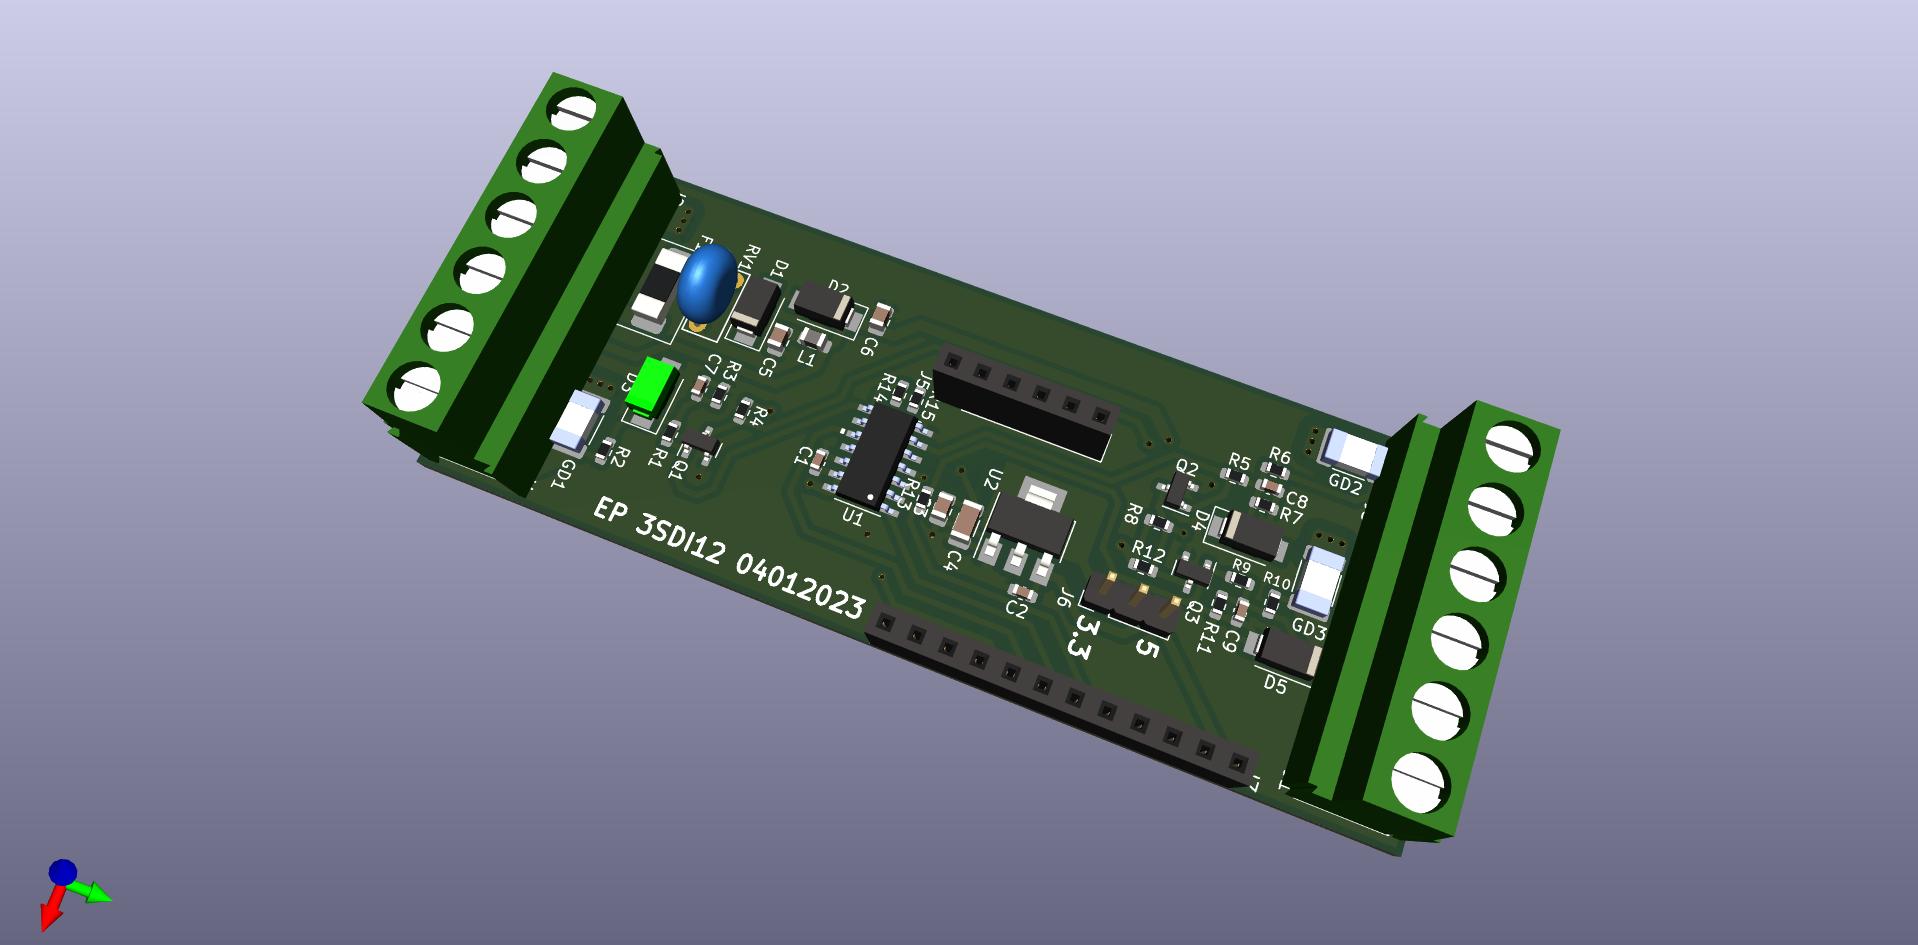 RV1
D1
D2
C6
L1
C5
C7
R3
R4
R14
R15
J5
GD1
R2
R1
Q1
C1
U1
R13
U2
C4
C2
EP 3SDI12 04012023
J6
3.3
5
Q2
R5
R6
C8
R7
GD2
R8
D4
R12
R9
R10
Q3
R11
C9
GD3
D5